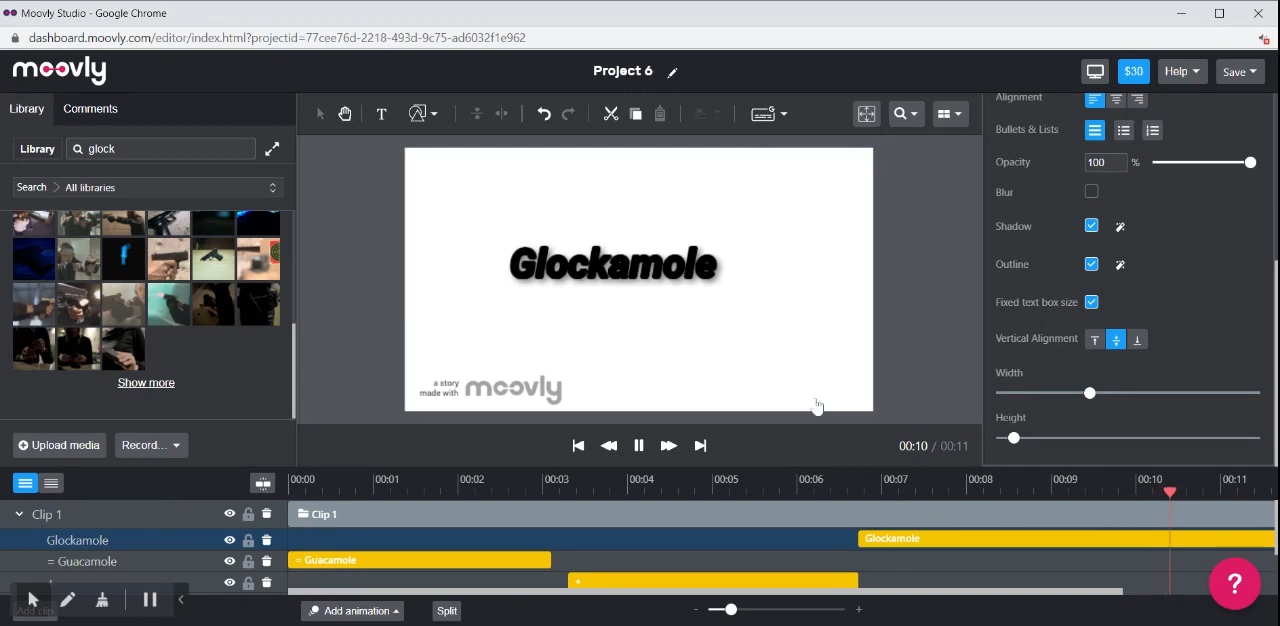 Moovly Studio - Google Chrome
dashboard.moovly.com/editor/index.html?projectid=77cee76d-2218-493d-9c75-ad6032f1e962
moovly
Project 6
$30
Help
Save
Library
Comments
T
Library
glock
Search
All libraries
Show more
Upload media
Record...
Glockamole
a story
made with
moovly
00:10 / 00:11
Alignment
Bullets & Lists
Opacity
100
%
Blur
Shadow
Outline
Fixed text box size
Vertical Alignment
Width
Height
00:00
00:01
00:02
00:03
00:04
00:05
00:06
00:07
00:08
00:09
00:10
00:11
Clip 1
Clip 1
Glockamole
Glockamole
= Guacamole
= Guacamole
+
Add clip
Add animation
Split
-
+
?